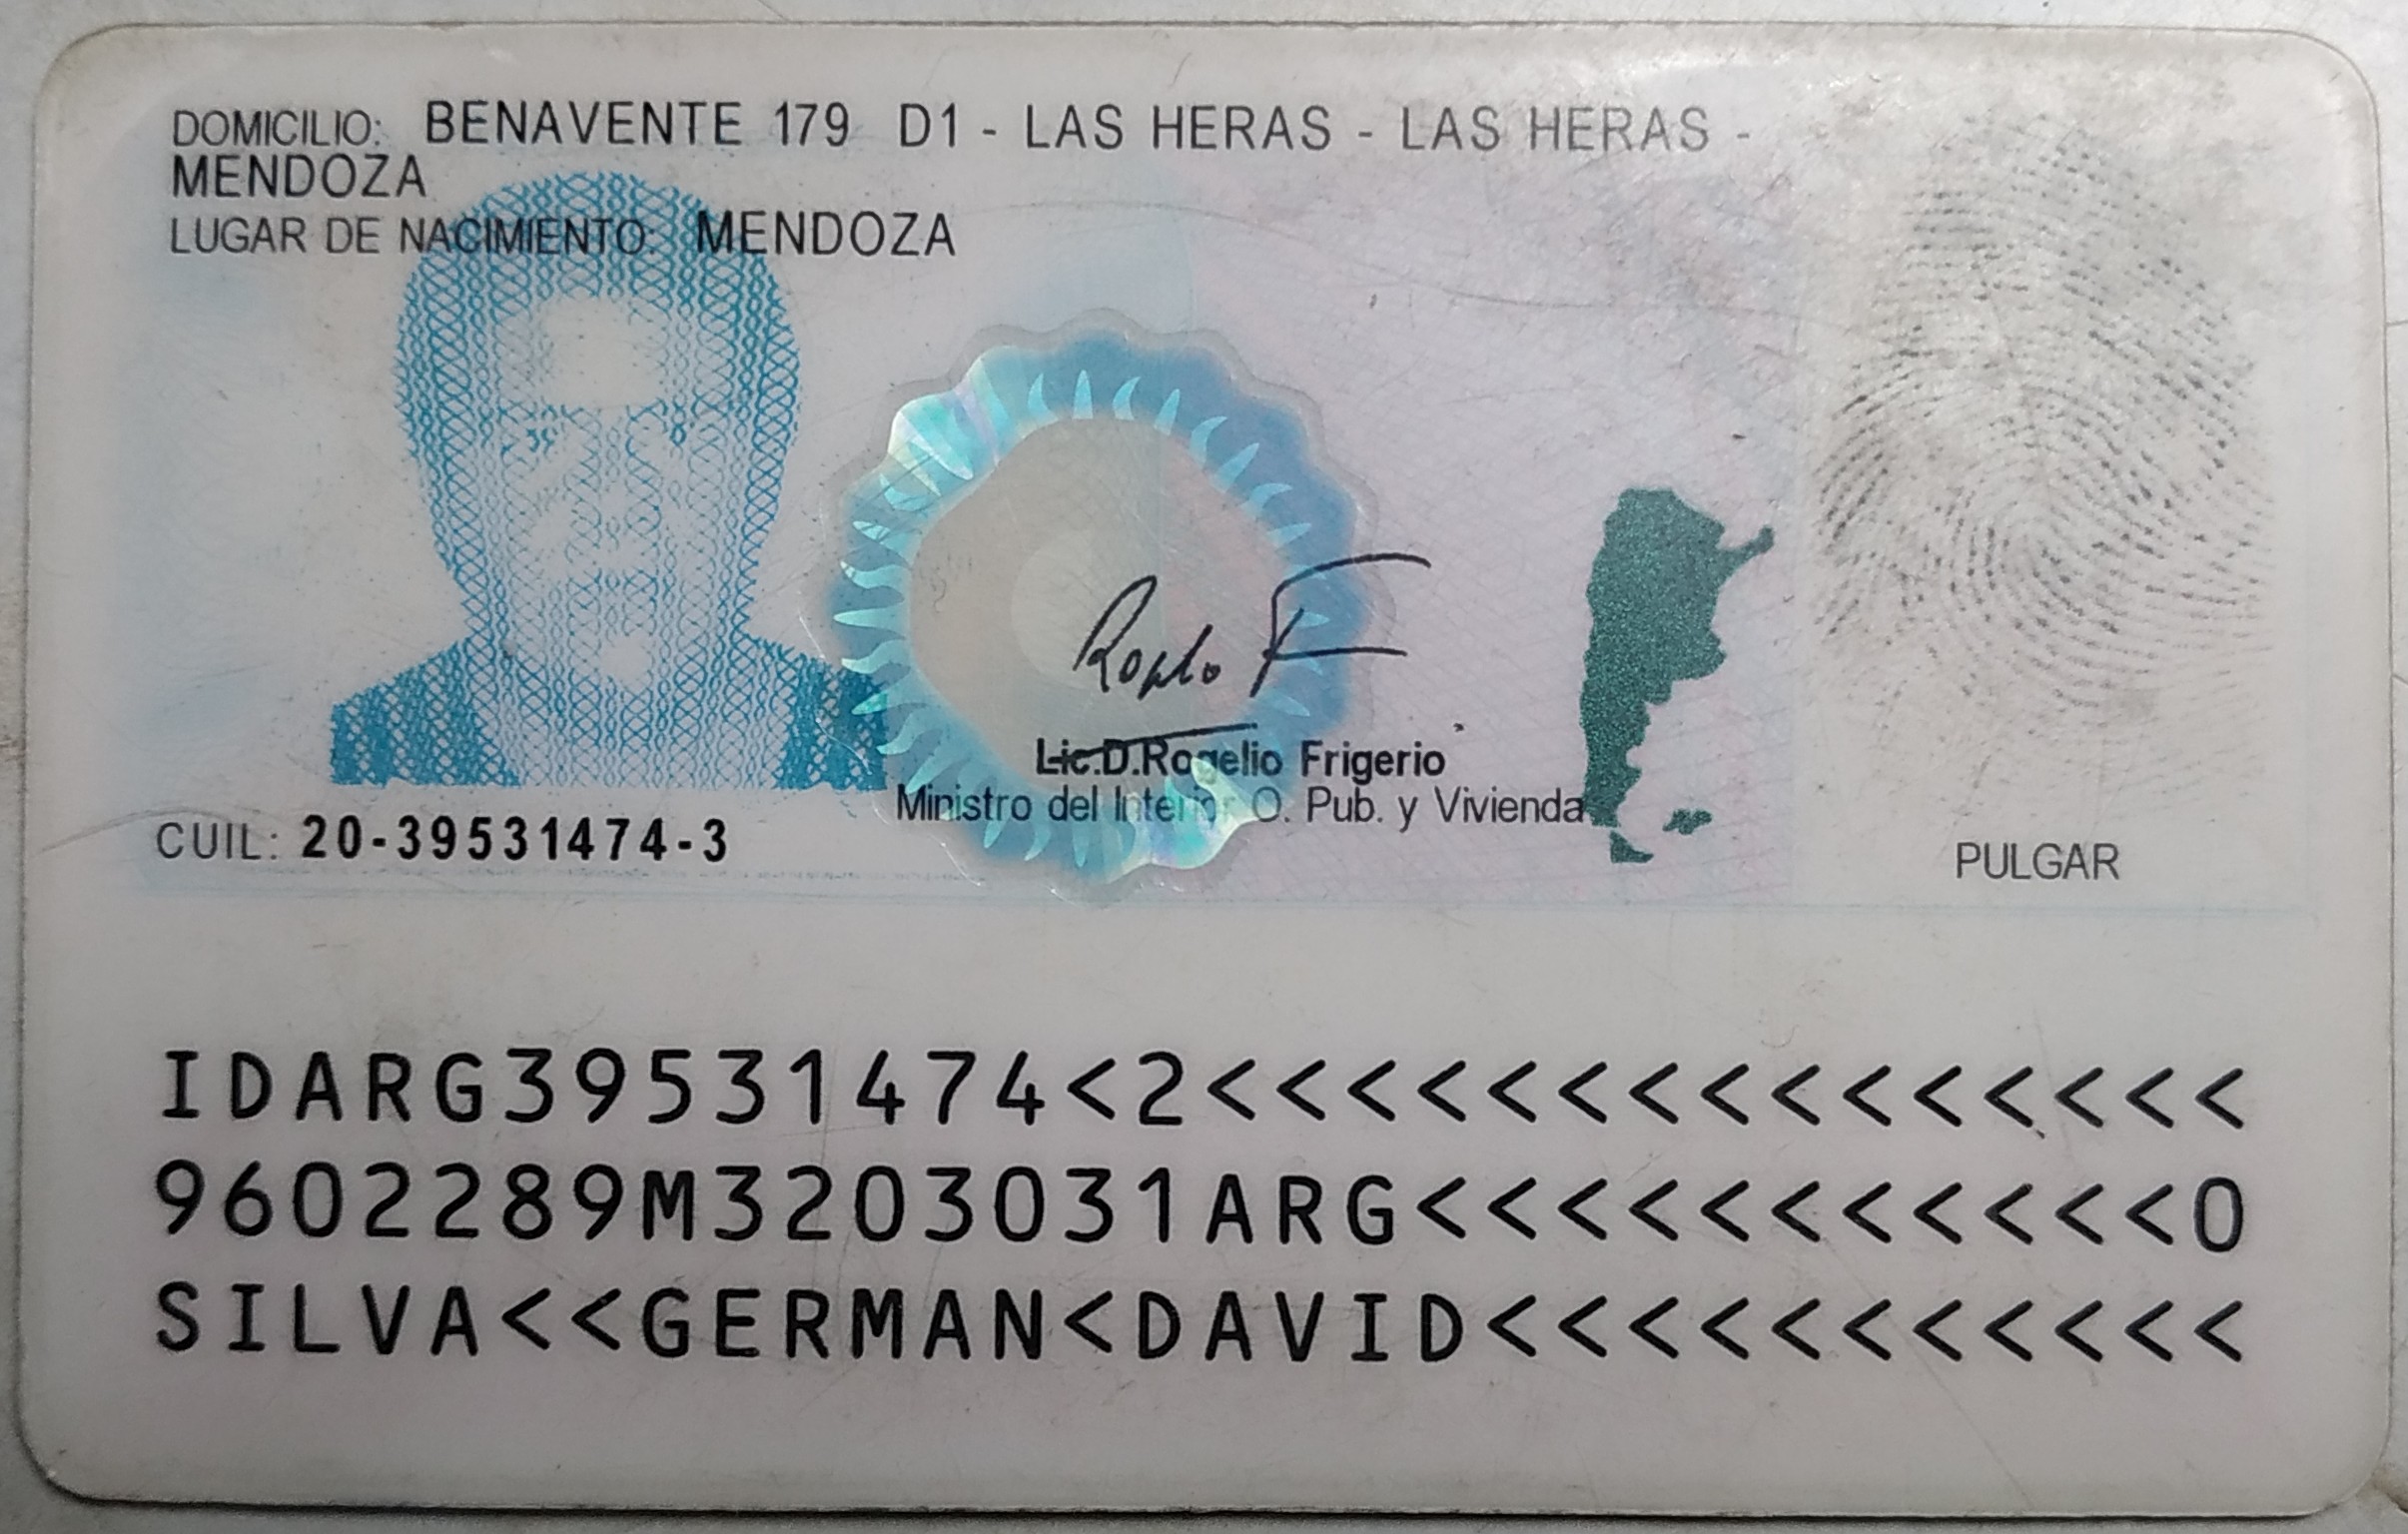 DOMICILIO: BENAVENTE 179 D1 - LAS HERAS - LAS HERAS -
MENDOZA
LUGAR DE NACIMIENTO: MENDOZA
Lic.D.Rogelio Frigerio
Ministro del Interior O. Pub. y Vivienda
CUIL: 20-39531474-3
PULGAR
IDARG39531474<2<<<<<<<<<<<<<<<
9602289M3203031ARG<<<<<<<<<<<0
SILVA<<GERMAN<DAVID<<<<<<<<<<<